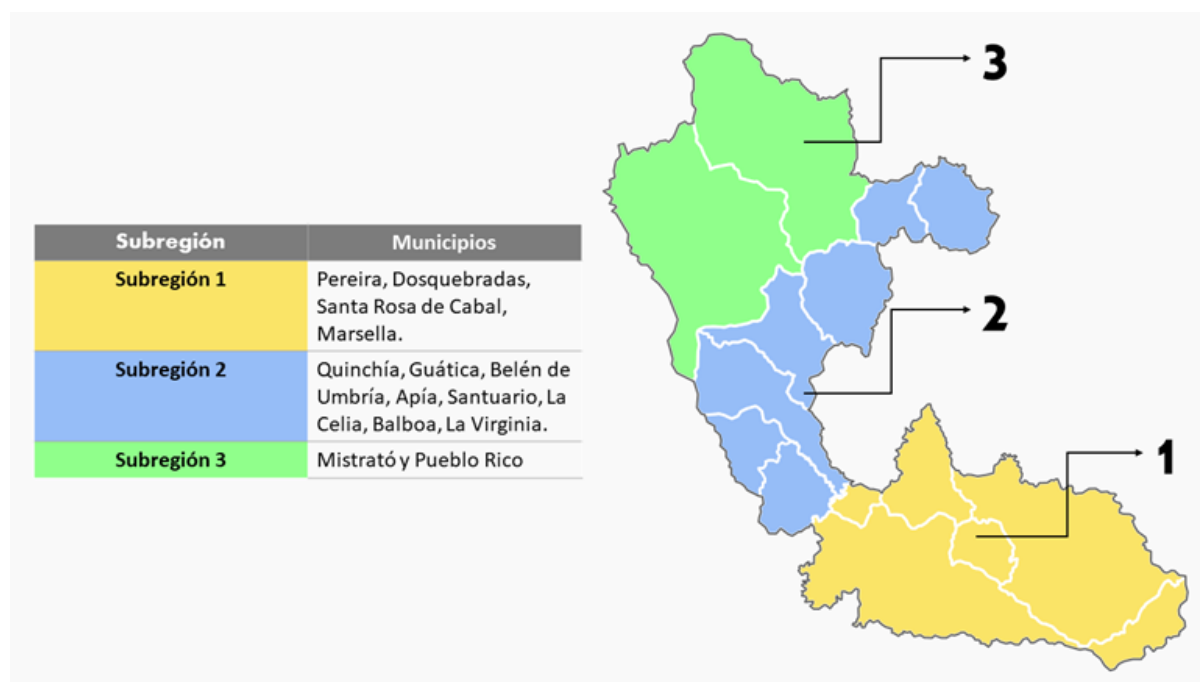 Subregión Municipios
Subregión 1
Pereira, Dosquebradas,
Santa Rosa de Cabal,
Marsella.
Subregión 2
Quinchía, Guática, Belén de
Umbría, Apía, Santuario, La
Celia, Balboa, La Virginia.
Subregión 3
Mistrató y Pueblo Rico
3
2
1